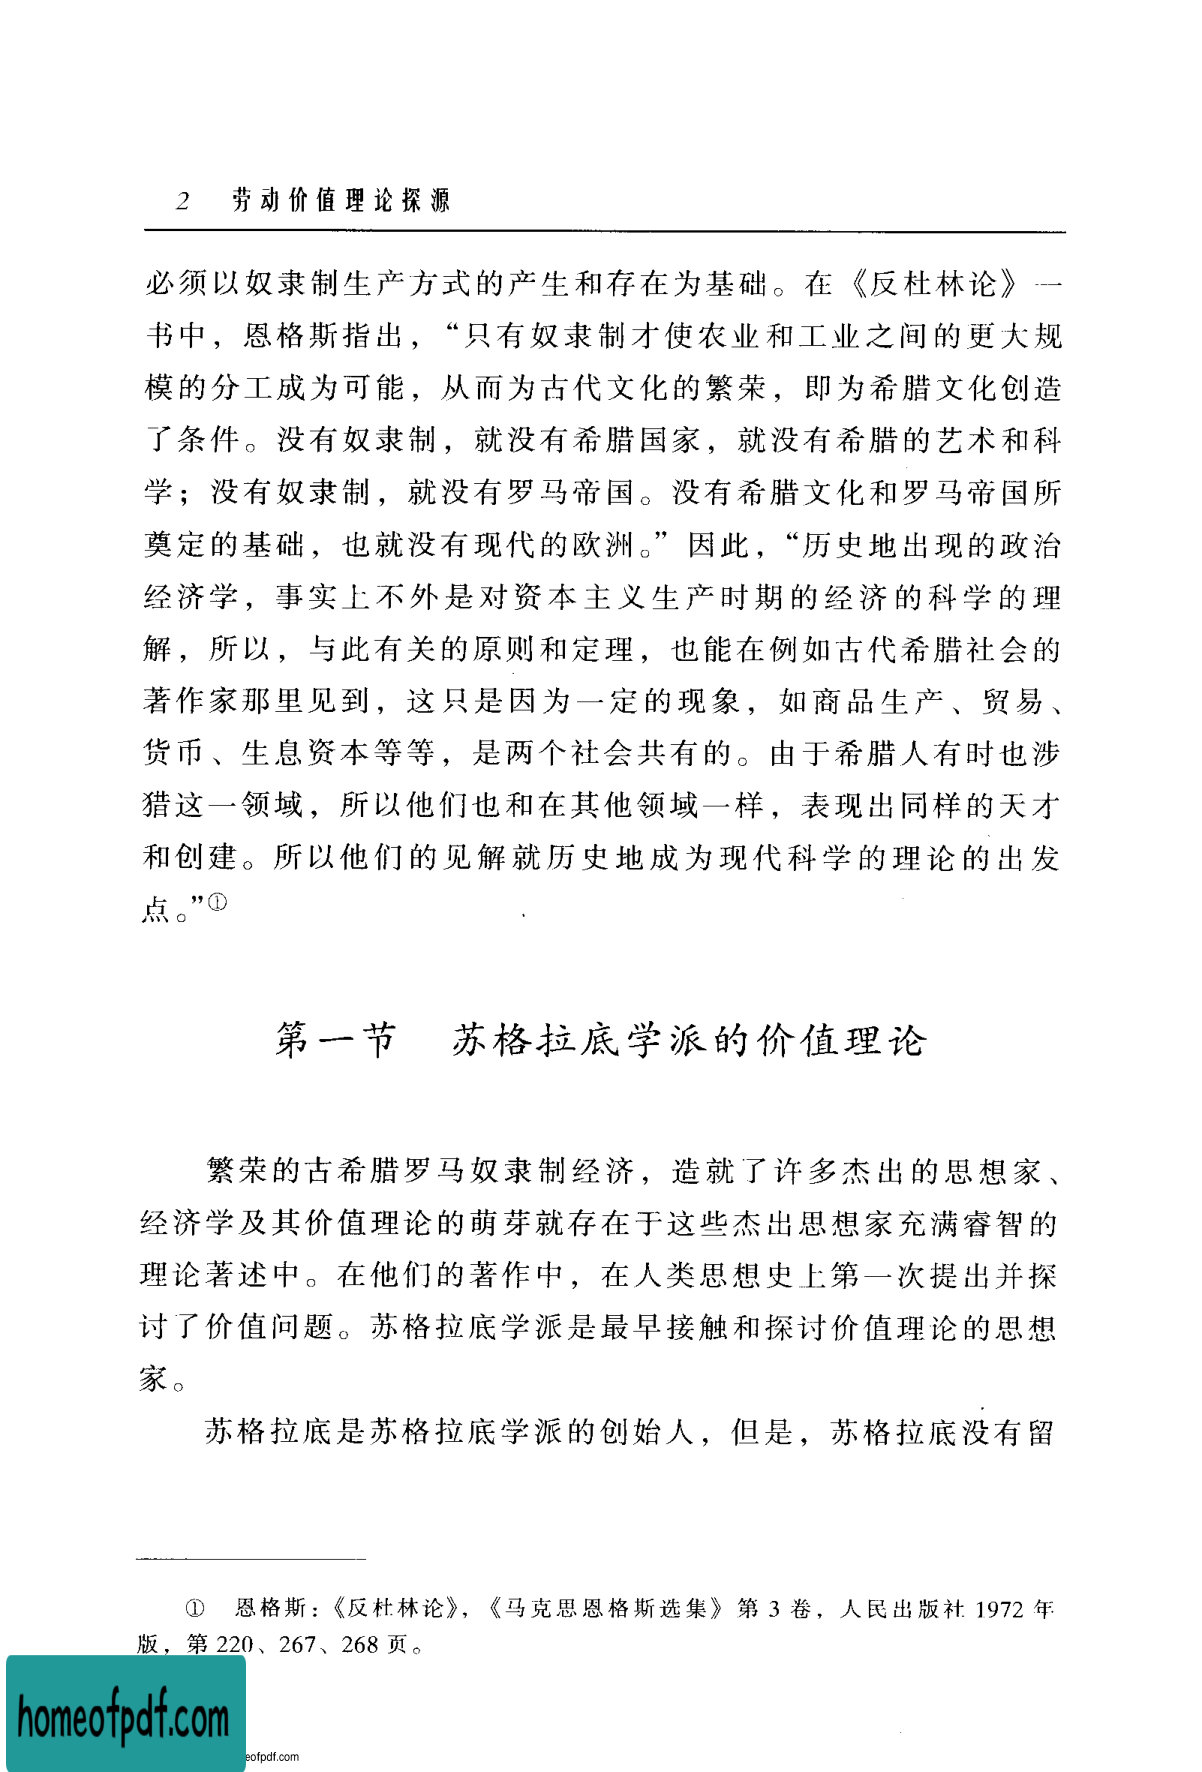 2 劳动价值理论探源
必须以奴隶制生产方式的产生和存在为基础。在《反杜林论》一
书中，恩格斯指出，“只有奴隶制才使农业和工业之间的更大规
模的分工成为可能，从而为古代文化的繁荣，即为希腊文化创造
了条件。没有奴隶制，就没有希腊国家，就没有希腊的艺术和科
学；没有奴隶制，就没有罗马帝国。没有希腊文化和罗马帝国所
奠定的基础，也就没有现代的欧洲。”因此，“历史地出现的政治
经济学，事实上不外是对资本主义生产时期的经济的科学的理
解，所以，与此有关的原则和定理，也能在例如古代希腊社会的
著作家那里见到，这只是因为一定的现象，如商品生产、贸易、
货币、生息资本等等，是两个社会共有的。由于希腊人有时也涉
猎这一领域，所以他们也和在其他领域一样，表现出同样的天才
和创建。所以他们的见解就历史地成为现代科学的理论的出发
点。”①
第一节 苏格拉底学派的价值理论
繁荣的古希腊罗马奴隶制经济，造就了许多杰出的思想家、
经济学及其价值理论的萌芽就存在于这些杰出思想家充满睿智的
理论著述中。在他们的著作中，在人类思想史上第一次提出并探
讨了价值问题。苏格拉底学派是最早接触和探讨价值理论的思想
家。
苏格拉底是苏格拉底学派的创始人，但是，苏格拉底没有留
① 恩格斯：《反杜林论》，《马克思恩格斯选集》第 3 卷，人民出版社 1972 年
版，第 220、267、268 页。
homeofpdf.com
eofpdf.com